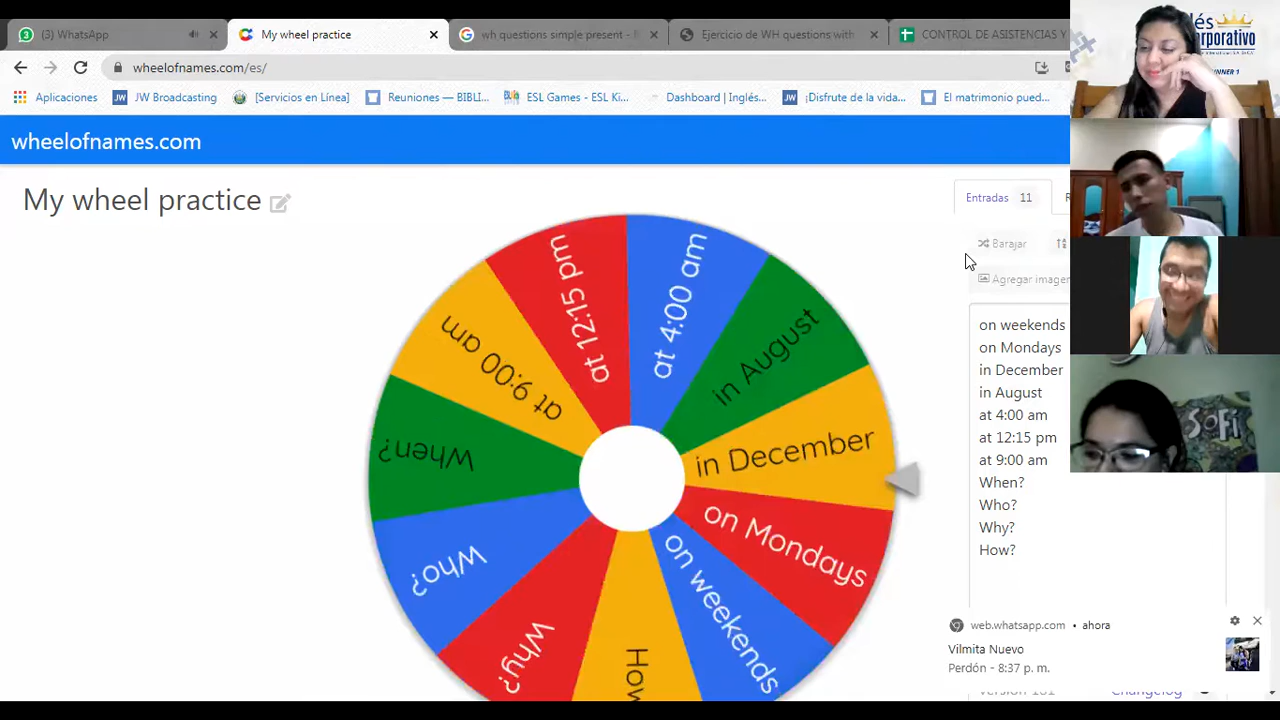 (3) WhatsApp
My wheel practice
wh questions simple present -
Ejercicio de WH questions with
CONTROL DE ASISTENCIAS Y
wheelofnames.com/es/
Aplicaciones
JW Broadcasting
[Servicios en Línea]
Reuniones — BIBLI...
ESL Games - ESL Ki...
Dashboard | Inglés...
¡Disfrute de la vida...
El matrimonio pued...
wheelofnames.com
My wheel practice
Entradas 11
Barajar
Agregar imagen
on weekends
on Mondays
in December
in August
at 4:00 am
at 12:15 pm
at 9:00 am
When?
Who?
Why?
How?
at 12:15 pm
at 4:00 am
in August
in December
on Mondays
on weekends
How
Why?
Who?
When?
at 9:00 am
web.whatsapp.com • ahora
Vilmita Nuevo
Perdón - 8:37 p. m.
Changelog
SoFi